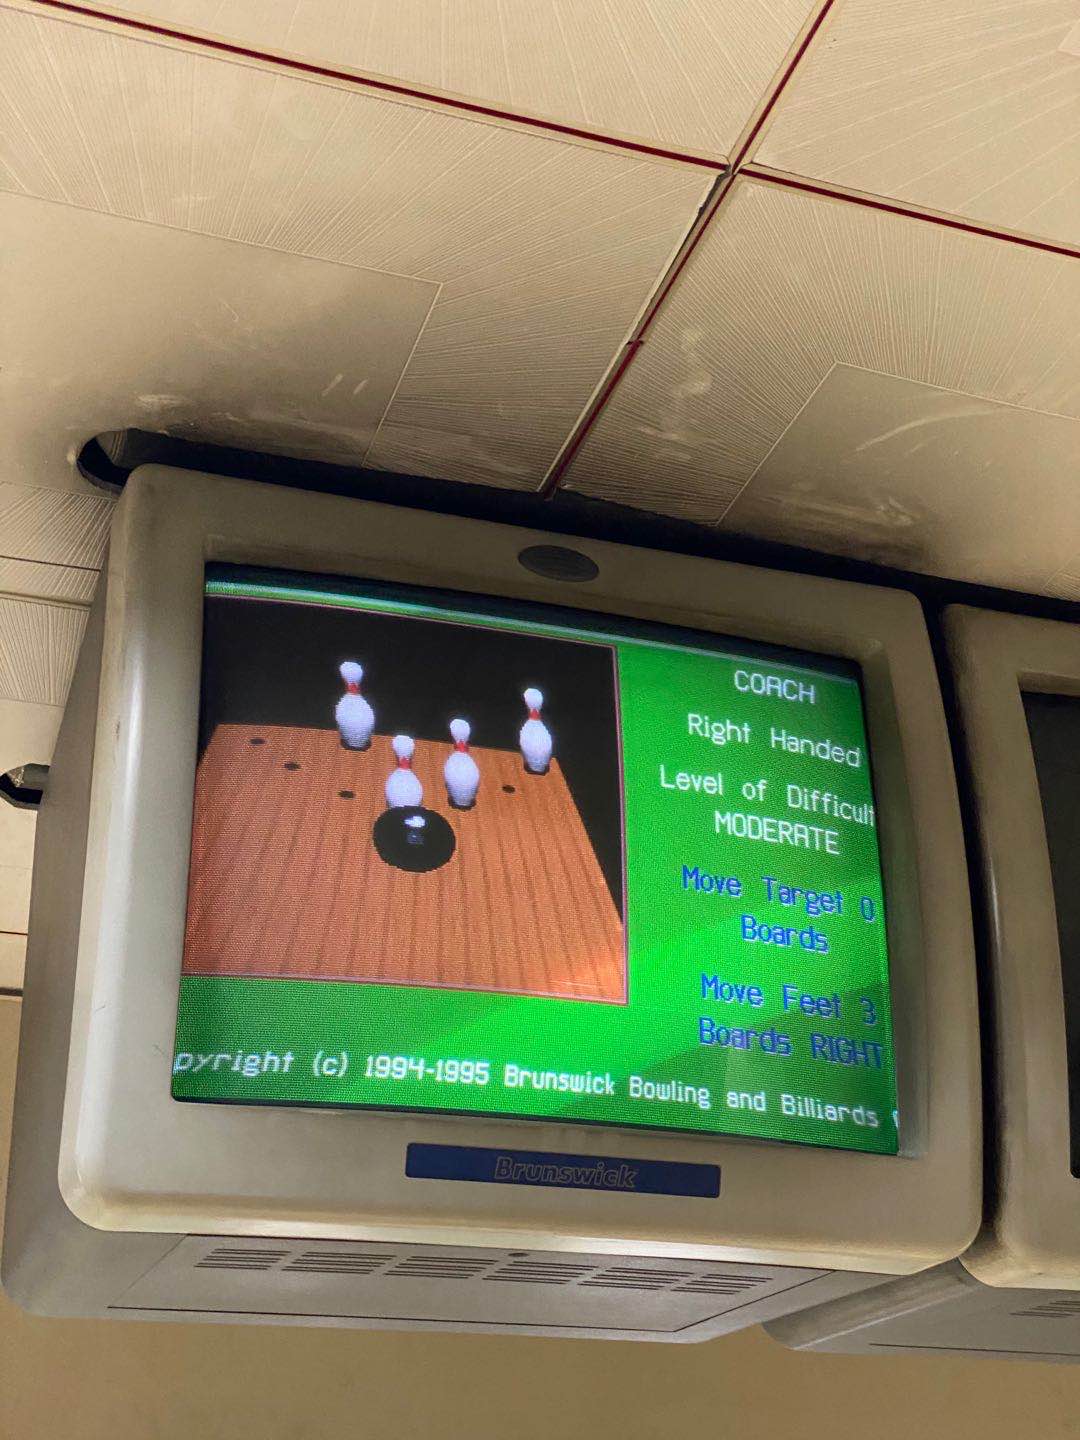 COACH
Right Handed
Level of Difficult
MODERATE
Move Target 0
Boards
Move Feet 3
Boards RIGHT
opyright (c) 1994-1995 Brunswick Bowling and Billiards
Brunswick